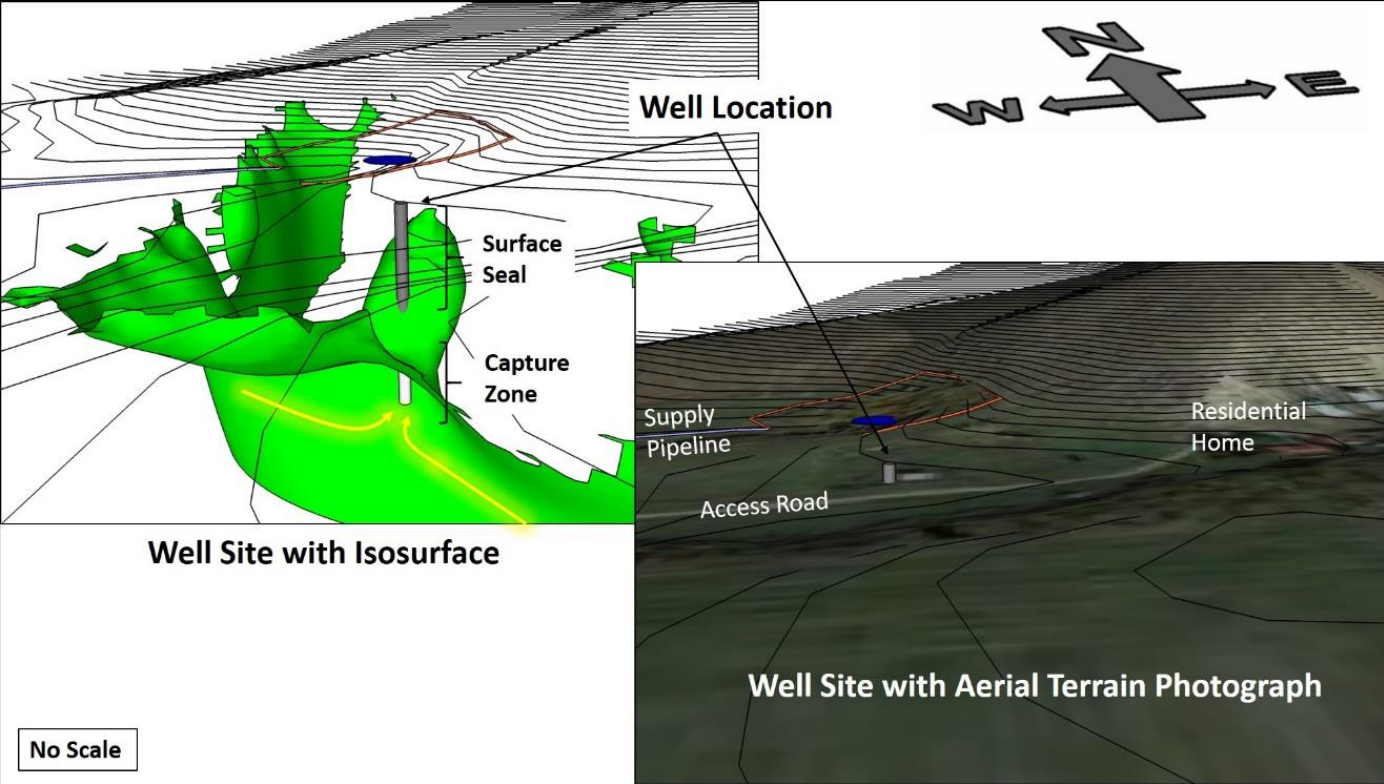 N
W
E
Well Location
Surface
Seal
Capture
Zone
Well Site with Isosurface
Supply
Pipeline
Residential
Home
Access Road
Well Site with Aerial Terrain Photograph
No Scale